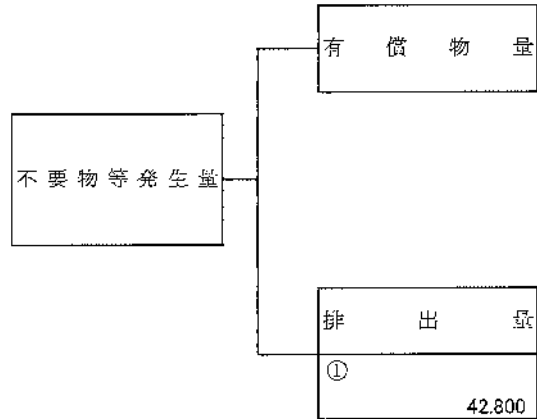 有償物量
不要物等発生量
排出量
①
42.800